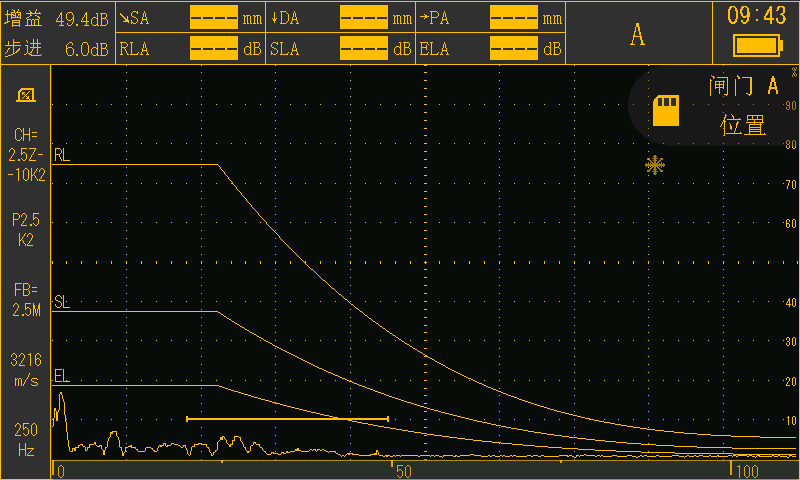 增益 49.4dB ↘SA ---- mm ↓DA ---- mm →PA ---- mm A 09:43
步进 6.0dB RLA ---- dB SLA ---- dB ELA ---- dB
闸门 A
位置
%
90
80
70
60
40
30
20
10
CH=
2.5Z-
-10K2
P2.5
K2
FB=
2.5M
3216
m/s
250
Hz
RL
SL
EL
0 50 100